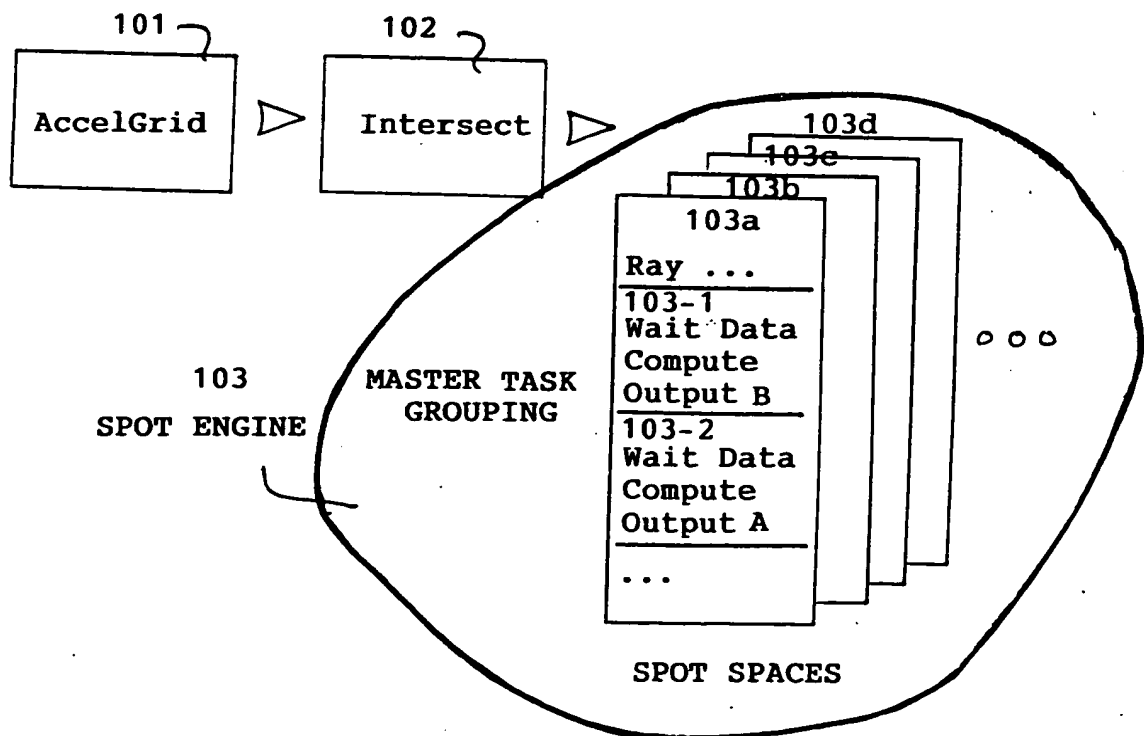 101
102
AccelGrid
Intersect
103d
103c
103b
103a
Ray ...
103-1
Wait Data
Compute
Output B
103-2
Wait Data
Compute
Output A
...
103
SPOT ENGINE
MASTER TASK
GROUPING
SPOT SPACES